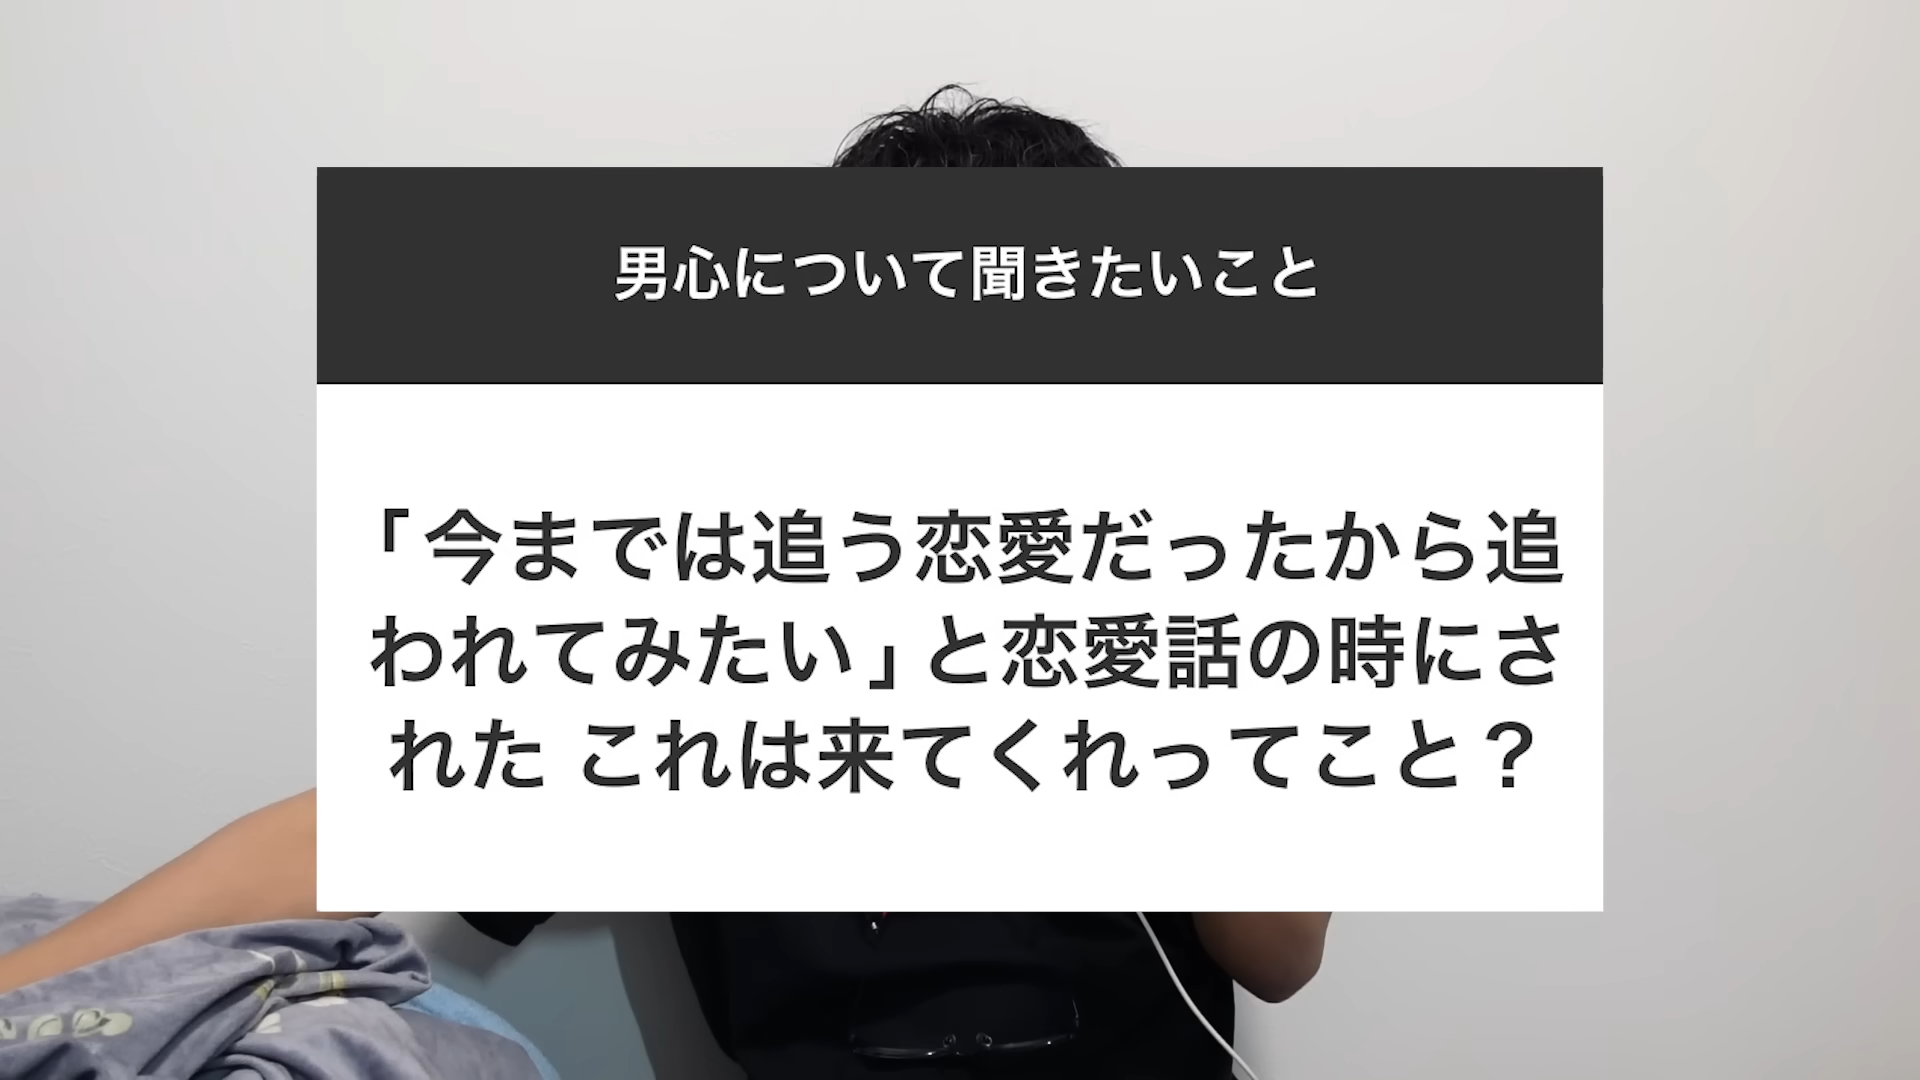 男心について聞きたいこと
「今までは追う恋愛だったから追
われてみたい」と恋愛話の時にさ
れた これは来てくれってこと？